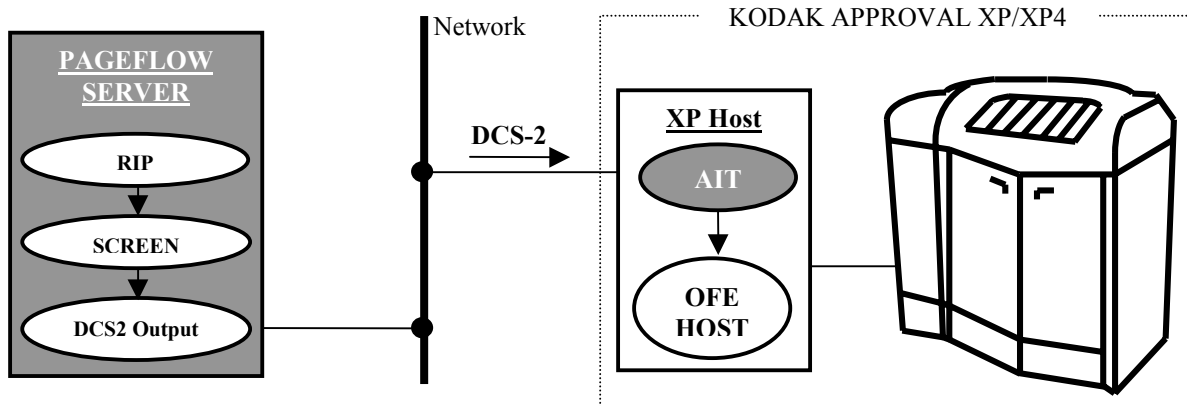 KODAK APPROVAL XP/XP4
Network
PAGEFLOW
SERVER
RIP
SCREEN
DCS2 Output
DCS-2
XP Host
AIT
OFE
HOST